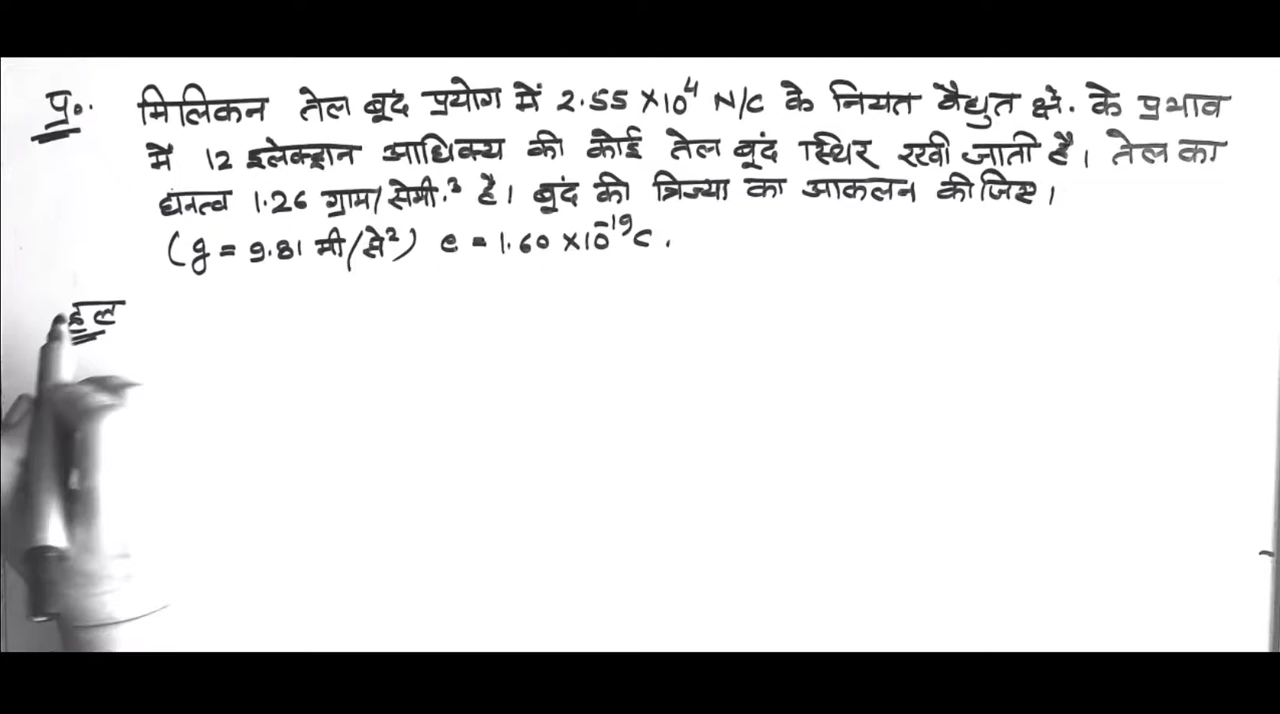 प्र०. मिलिकन तेल बूंद प्रयोग में 2.55 ×10⁴ N/C के नियत वैद्युत क्षे. के प्रभाव
में 12 इलेक्ट्रान आधिक्य की कोई तेल बूंद स्थिर रखी जाती है। तेल का
घनत्व 1.26 ग्राम/सेमी.³ है। बूंद की त्रिज्या का आकलन कीजिए।
(g = 9.81 मी/से²) e = 1.60 ×10⁻¹⁹ C .
हल